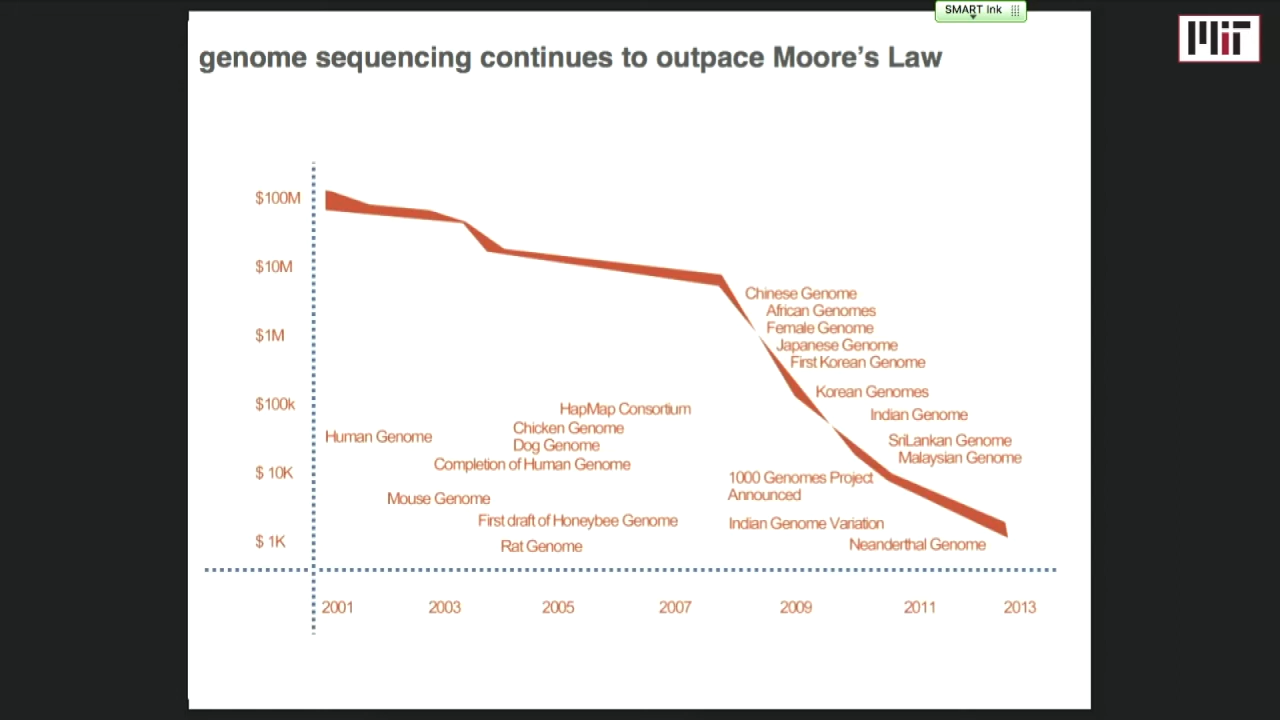 SMART Ink
MIT
genome sequencing continues to outpace Moore's Law
$100M
$10M
$1M
$100k
$ 10K
$ 1K
Chinese Genome
African Genomes
Female Genome
Japanese Genome
First Korean Genome
Korean Genomes
Indian Genome
SriLankan Genome
Malaysian Genome
HapMap Consortium
Chicken Genome
Dog Genome
Human Genome
Completion of Human Genome
Mouse Genome
First draft of Honeybee Genome
Rat Genome
1000 Genomes Project
Announced
Indian Genome Variation
Neanderthal Genome
2001 2003 2005 2007 2009 2011 2013